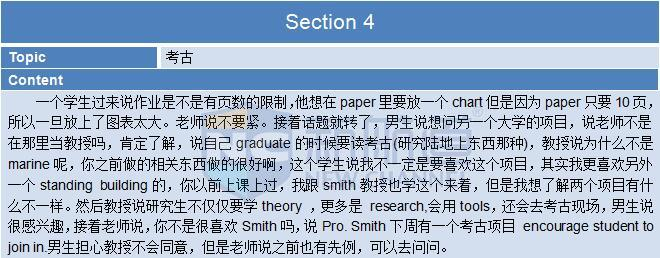 Section 4
Topic 考古
Content
一个学生过来说作业是不是有页数的限制,他想在 paper 里要放一个 chart 但是因为 paper 只要 10 页,
所以一旦放上了图表太大。老师说不要紧。接着话题就转了,男生说想问另一个大学的项目,说老师不是
在那里当教授吗,肯定了解,说自己 graduate 的时候要读考古(研究陆地上东西那种),教授说为什么不是
marine 呢,你之前做的相关东西做的很好啊,这个学生说我不一定是要喜欢这个项目,其实我更喜欢另外
一个 standing building 的,你以前上课上过,我跟 smith 教授也学这个来着,但是我想了解两个项目有什
么不一样。然后教授说研究生不仅仅要学 theory ,更多是 research,会用 tools,还会去考古现场,男生说
很感兴趣,接着老师说,你不是很喜欢 Smith 吗,说 Pro. Smith 下周有一个考古项目 encourage student to
join in.男生担心教授不会同意,但是老师说之前也有先例,可以去问问。